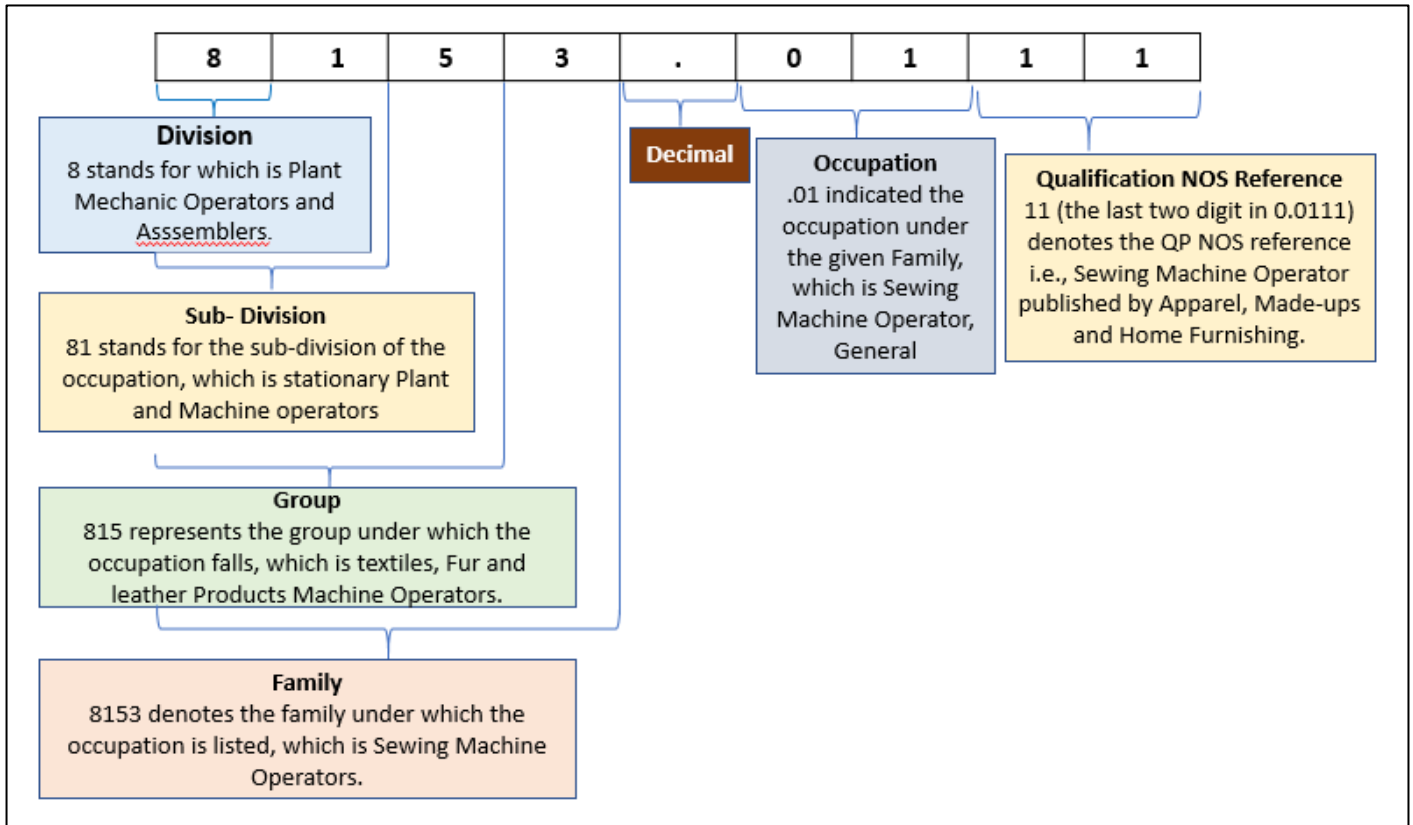 8 1 5 3 . 0 1 1 1
Division
8 stands for which is Plant
Mechanic Operators and
Asssemblers.
Decimal
Occupation
.01 indicated the
occupation under
the given Family,
which is Sewing
Machine Operator,
General
Qualification NOS Reference
11 (the last two digit in 0.0111)
denotes the QP NOS reference
i.e., Sewing Machine Operator
published by Apparel, Made-ups
and Home Furnishing.
Sub- Division
81 stands for the sub-division of the
occupation, which is stationary Plant
and Machine operators
Group
815 represents the group under which the
occupation falls, which is textiles, Fur and
leather Products Machine Operators.
Family
8153 denotes the family under which the
occupation is listed, which is Sewing Machine
Operators.